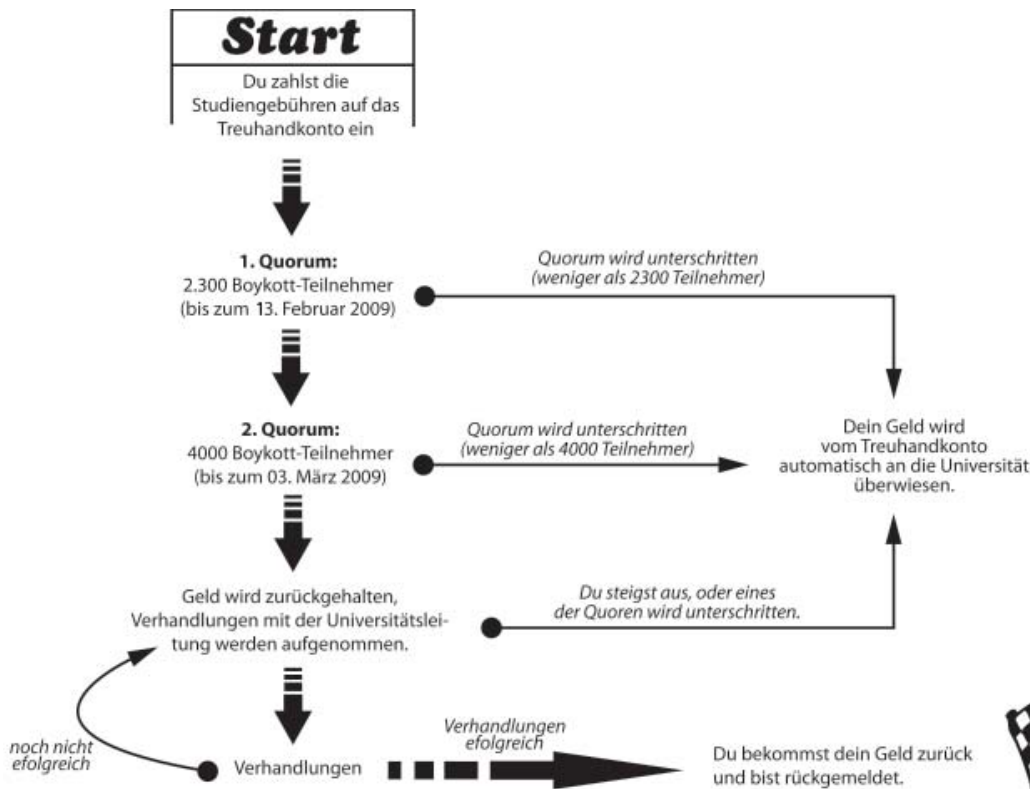 Start
Du zahlst die
Studiengebühren auf das
Treuhandkonto ein
1. Quorum:
2.300 Boykott-Teilnehmer
(bis zum 13. Februar 2009)
Quorum wird unterschritten
(weniger als 2300 Teilnehmer)
2. Quorum:
4000 Boykott-Teilnehmer
(bis zum 03. März 2009)
Quorum wird unterschritten
(weniger als 4000 Teilnehmer)
Dein Geld wird
vom Treuhandkonto
automatisch an die Universität
überwiesen.
Geld wird zurückgehalten,
Verhandlungen mit der Universitätslei-
tung werden aufgenommen.
Du steigst aus, oder eines
der Quoren wird unterschritten.
noch nicht
efolgreich
Verhandlungen
Verhandlungen
efolgreich
Du bekommst dein Geld zurück
und bist rückgemeldet.